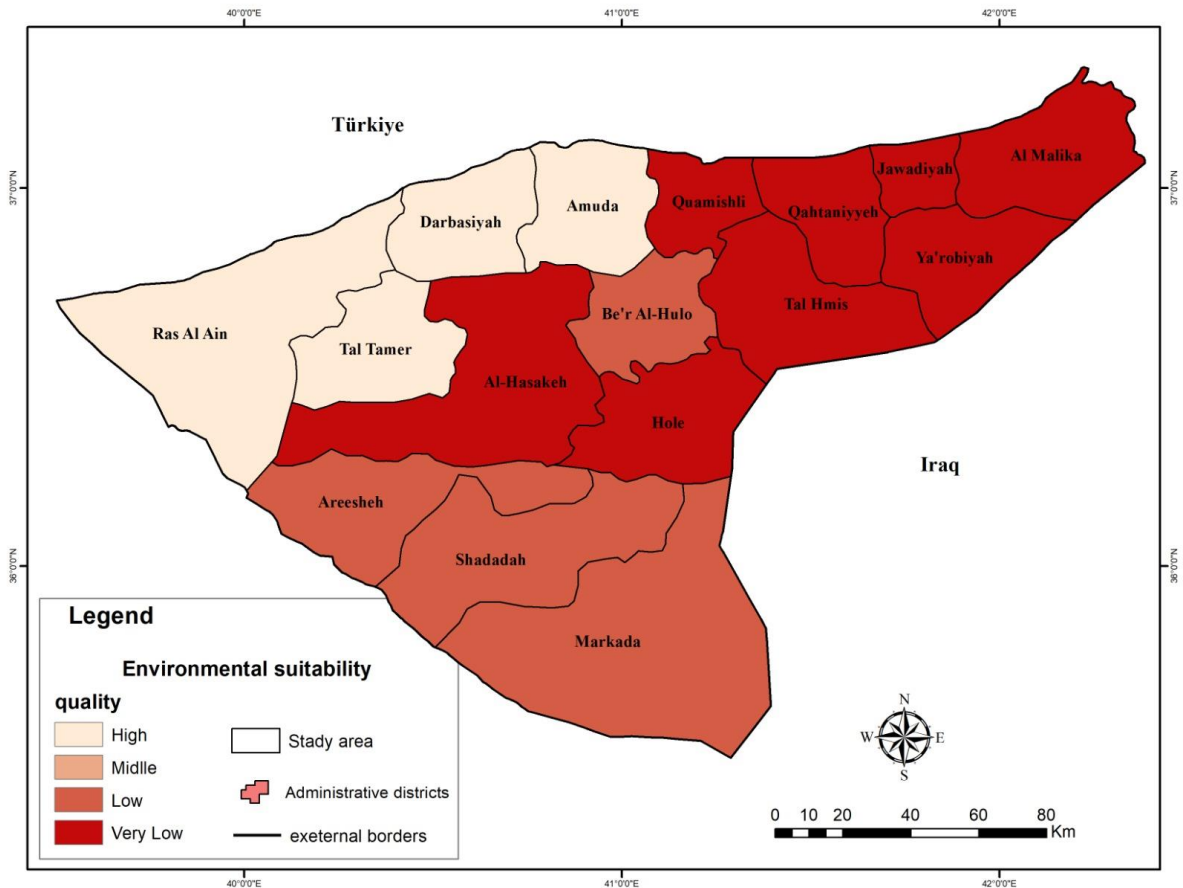 40°0'0"E 41°0'0"E 42°0'0"E
Türkiye
37°0'0"N
37°0'0"N
Al Malika
Jawadiyah
Quamishli
Qahtaniyyeh
Amuda
Darbasiyah
Ya'robiyah
Tal Hmis
Be'r Al-Hulo
Ras Al Ain
Tal Tamer
Al-Hasakeh
Hole
Iraq
Areesheh
Shadadah
36°0'0"N
36°0'0"N
Markada
Legend
Environmental suitability
quality
High
Midlle
Low
Very Low
Stady area
Administrative districts
exeternal borders
N
W E
S
0 5 10 20 40 60 80
Km
40°0'0"E 41°0'0"E 42°0'0"E